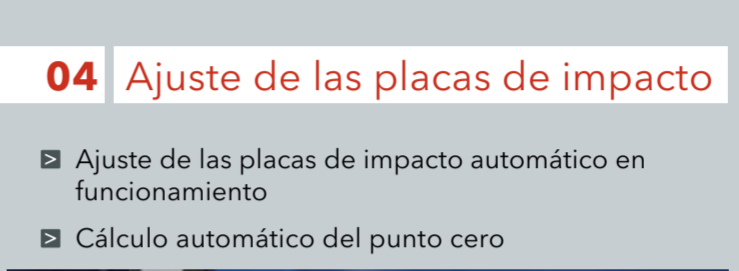 04 Ajuste de las placas de impacto
> Ajuste de las placas de impacto automático en
funcionamiento
> Cálculo automático del punto cero